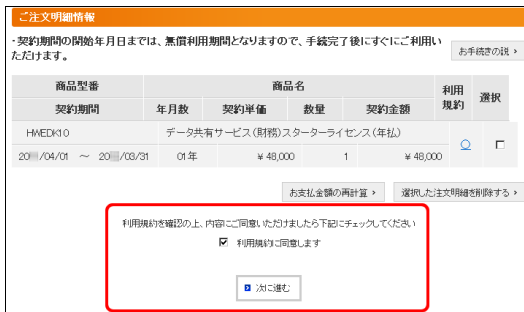 ご注文明細情報
・契約期間の開始年月日までは、無償利用期間となりますので、手続完了後にすぐにご利用い
ただけます。
お手続きの説 ›
商品型番 商品名 利用規約 選択
契約期間 年月数 契約単価 数量 契約金額
HWEDK10 データ共有サービス(財務)スターターライセンス(年払) ○
20 /04/01 ～ 20 /03/31 01年 ￥48,000 1 ￥48,000
お支払金額の再計算 › 選択した注文明細を削除する ›
利用規約を確認の上、内容にご同意いただけましたら下記にチェックしてください
利用規約に同意します
次に進む